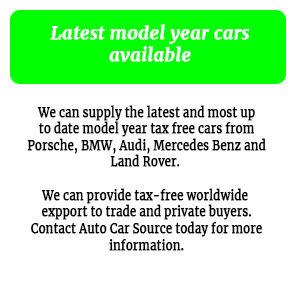 Latest model year cars
available
We can supply the latest and most up
to date model year tax free cars from
Porsche, BMW, Audi, Mercedes Benz and
Land Rover.
We can provide tax-free worldwide
expport to trade and private buyers.
Contact Auto Car Source today for more
information.